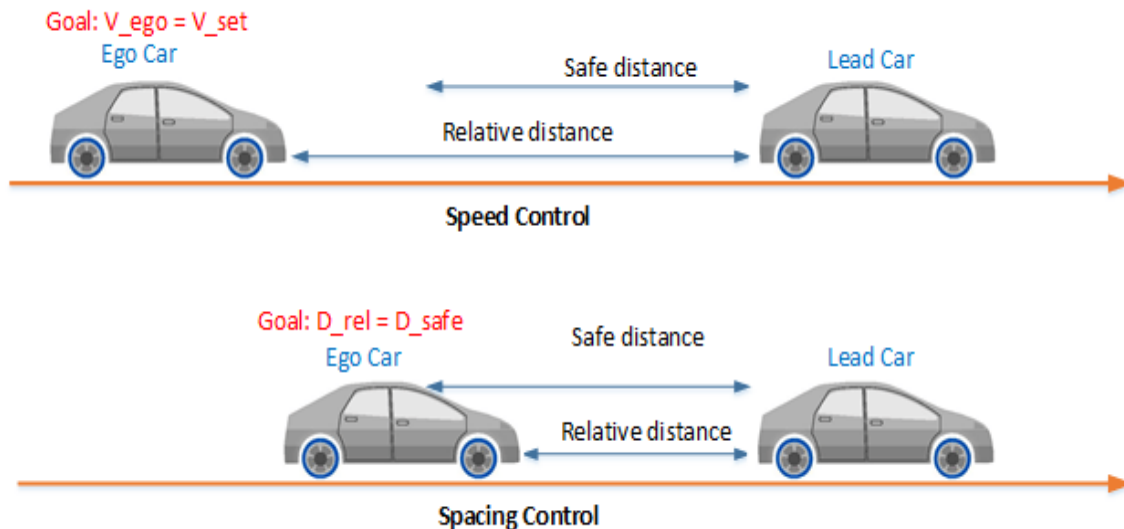 Goal: V_ego = V_set
Ego Car
Lead Car
Safe distance
Relative distance
Speed Control
Goal: D_rel = D_safe
Ego Car
Safe distance
Lead Car
Relative distance
Spacing Control